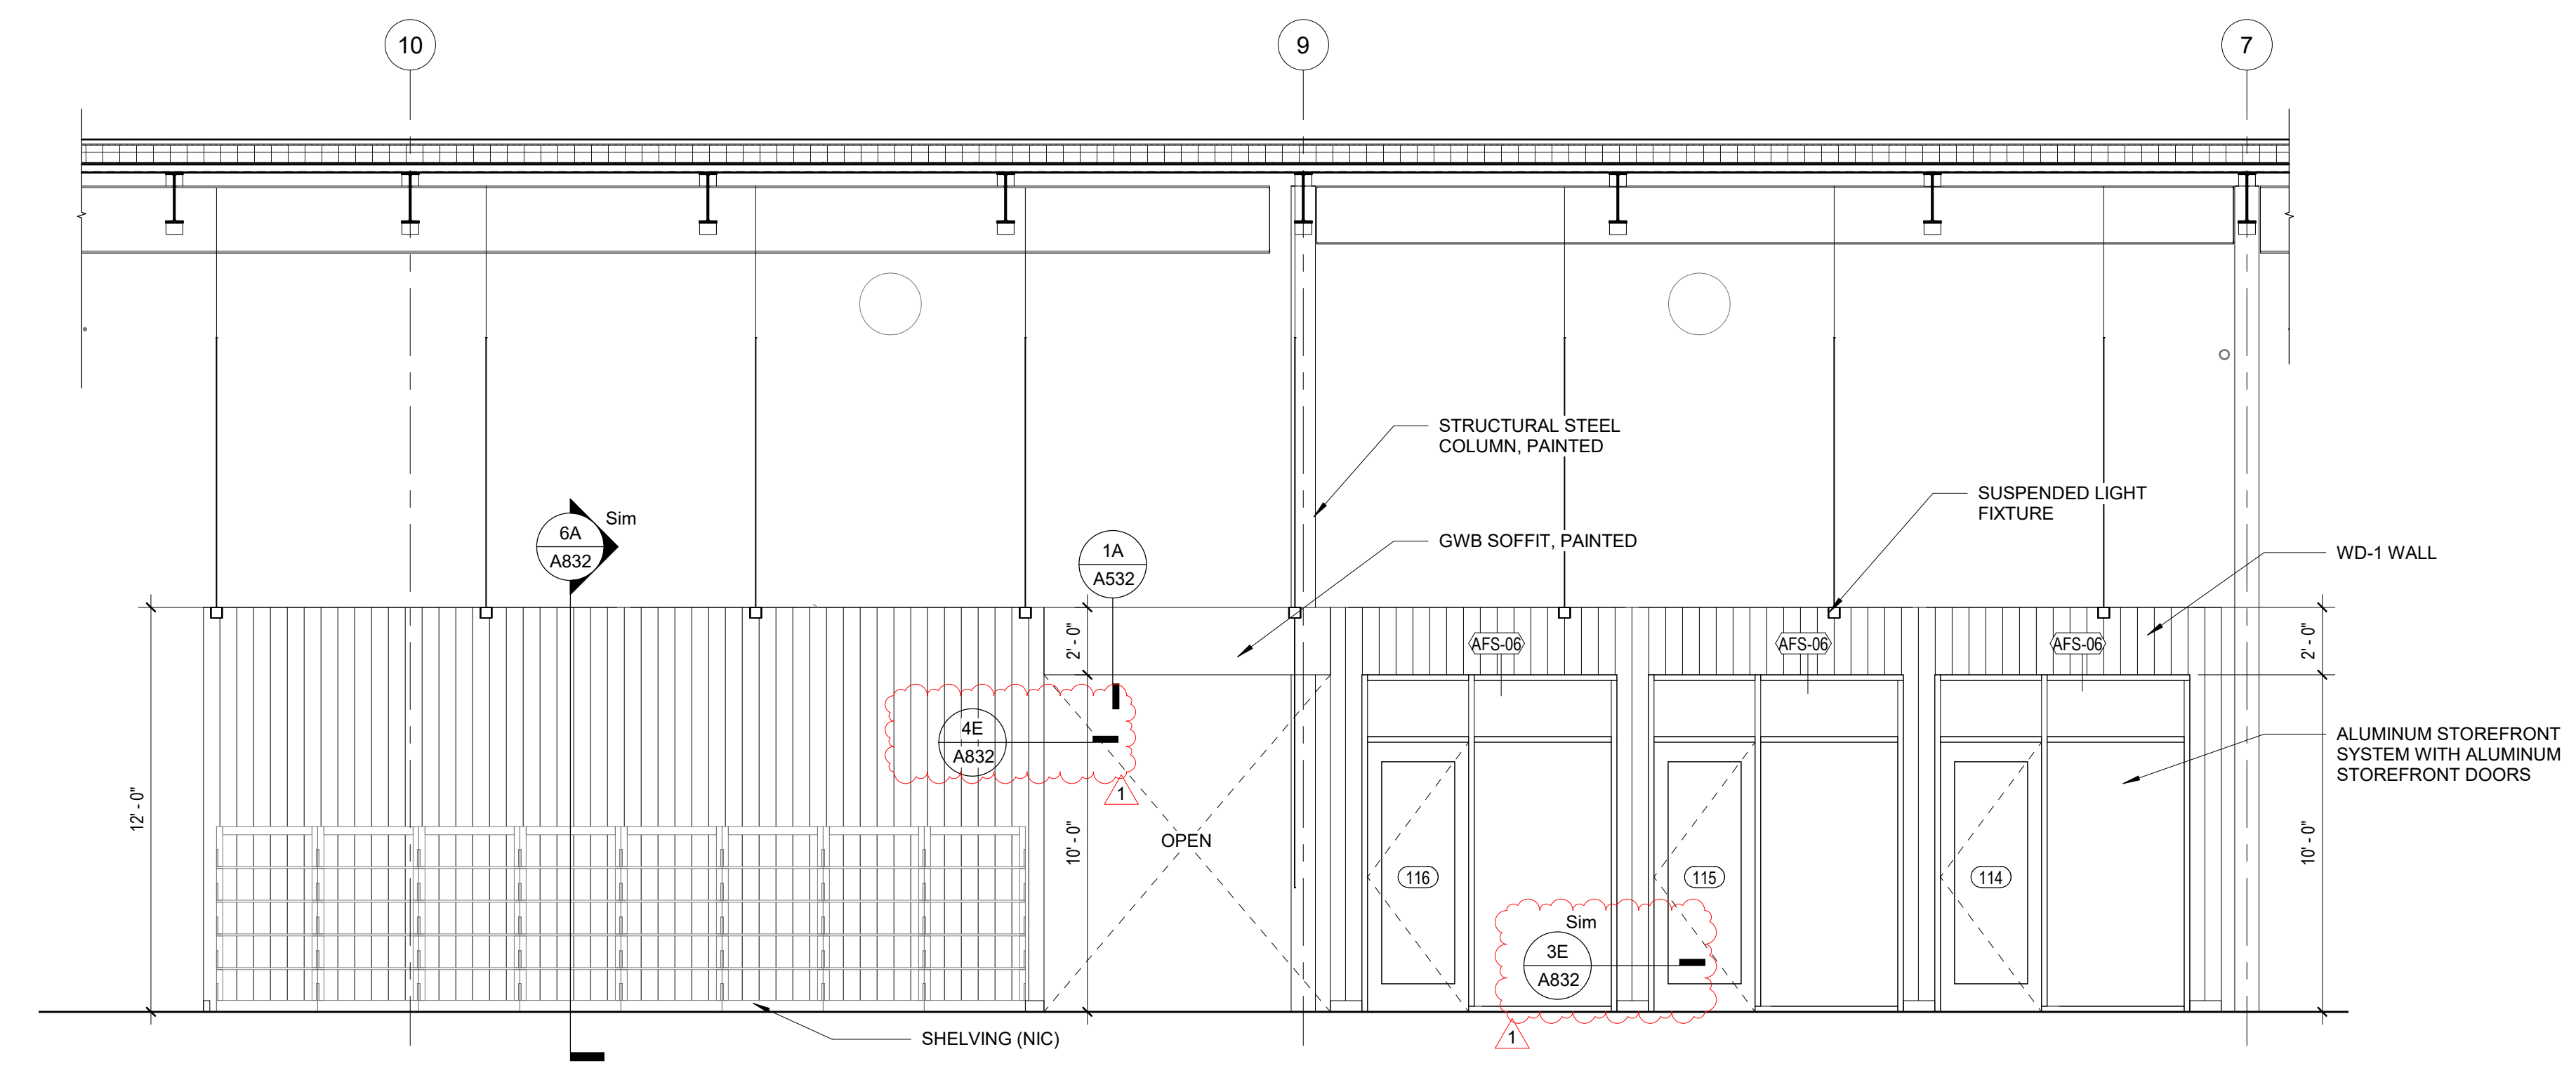 10
9
7
STRUCTURAL STEEL
COLUMN, PAINTED
SUSPENDED LIGHT
FIXTURE
Sim
6A
A832
1A
A532
GWB SOFFIT, PAINTED
WD-1 WALL
2' - 0"
AFS-06
AFS-06
AFS-06
2' - 0"
4E
A832
1
ALUMINUM STOREFRONT
SYSTEM WITH ALUMINUM
STOREFRONT DOORS
12' - 0"
10' - 0"
OPEN
10' - 0"
116
115
114
Sim
3E
A832
1
SHELVING (NIC)